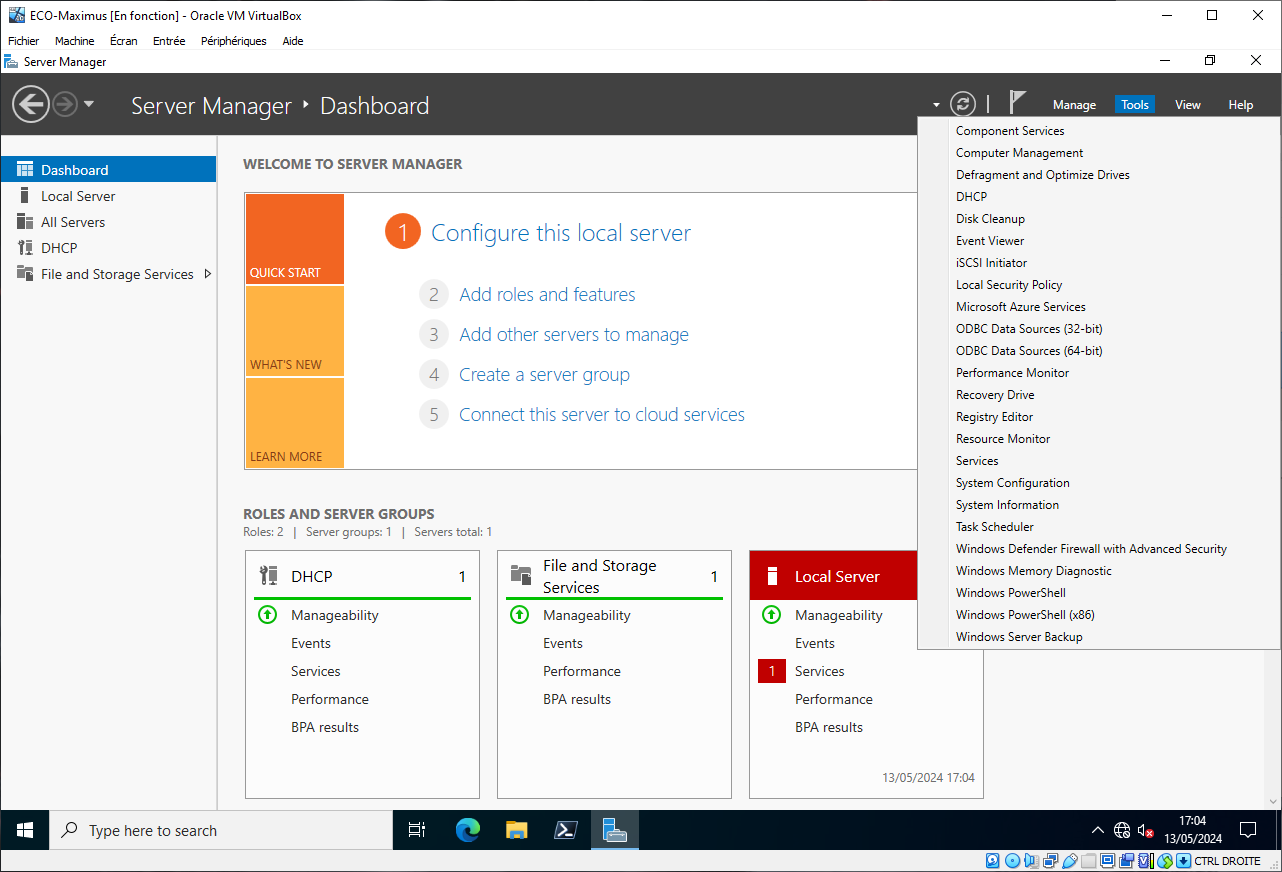 ECO-Maximus [En fonction] - Oracle VM VirtualBox
Fichier Machine Écran Entrée Périphériques Aide
Server Manager
Server Manager ‣ Dashboard
Manage Tools View Help
Dashboard
Local Server
All Servers
DHCP
File and Storage Services
WELCOME TO SERVER MANAGER
QUICK START
WHAT'S NEW
LEARN MORE
1 Configure this local server
2 Add roles and features
3 Add other servers to manage
4 Create a server group
5 Connect this server to cloud services
Component Services
Computer Management
Defragment and Optimize Drives
DHCP
Disk Cleanup
Event Viewer
iSCSI Initiator
Local Security Policy
Microsoft Azure Services
ODBC Data Sources (32-bit)
ODBC Data Sources (64-bit)
Performance Monitor
Recovery Drive
Registry Editor
Resource Monitor
Services
System Configuration
System Information
Task Scheduler
Windows Defender Firewall with Advanced Security
Windows Memory Diagnostic
Windows PowerShell
Windows PowerShell (x86)
Windows Server Backup
ROLES AND SERVER GROUPS
Roles: 2 | Server groups: 1 | Servers total: 1
DHCP 1
Manageability
Events
Services
Performance
BPA results
File and Storage
Services 1
Manageability
Events
Performance
BPA results
Local Server
Manageability
Events
1 Services
Performance
BPA results
13/05/2024 17:04
Type here to search
17:04
13/05/2024
CTRL DROITE